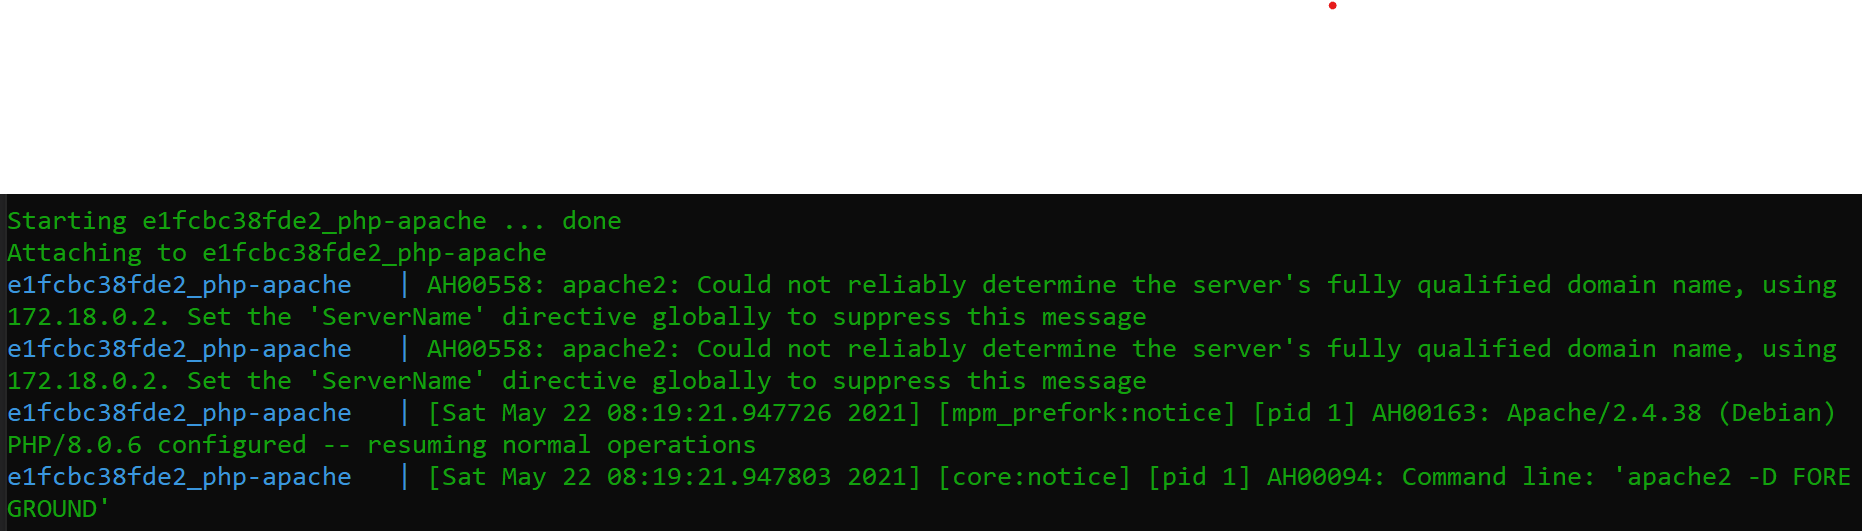 Starting e1fcbc38fde2_php-apache ... done
Attaching to e1fcbc38fde2_php-apache
e1fcbc38fde2_php-apache   | AH00558: apache2: Could not reliably determine the server's fully qualified domain name, using
172.18.0.2. Set the 'ServerName' directive globally to suppress this message
e1fcbc38fde2_php-apache   | AH00558: apache2: Could not reliably determine the server's fully qualified domain name, using
172.18.0.2. Set the 'ServerName' directive globally to suppress this message
e1fcbc38fde2_php-apache   | [Sat May 22 08:19:21.947726 2021] [mpm_prefork:notice] [pid 1] AH00163: Apache/2.4.38 (Debian)
PHP/8.0.6 configured -- resuming normal operations
e1fcbc38fde2_php-apache   | [Sat May 22 08:19:21.947803 2021] [core:notice] [pid 1] AH00094: Command line: 'apache2 -D FORE
GROUND'